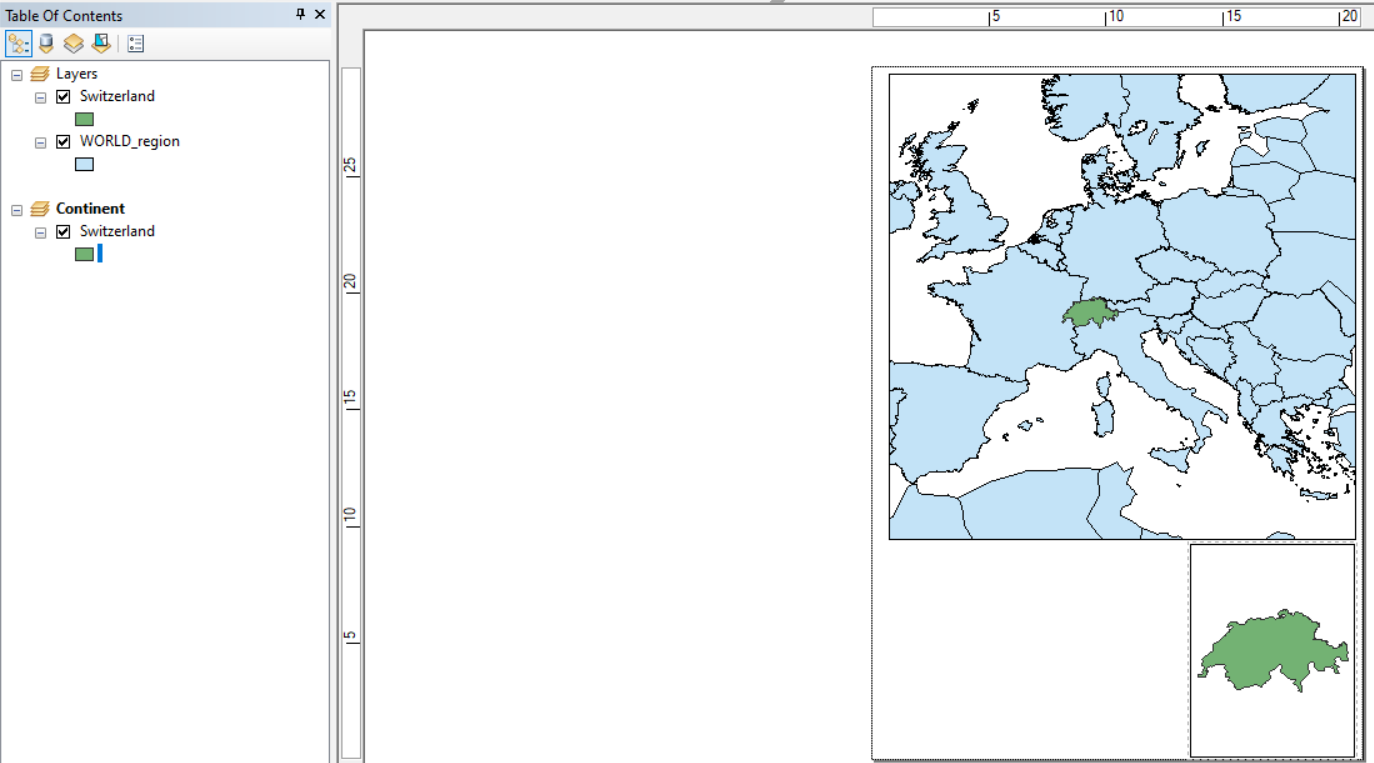 Table Of Contents
Layers
Switzerland
WORLD_region
Continent
Switzerland
5 10 15 20
25
20
15
10
5